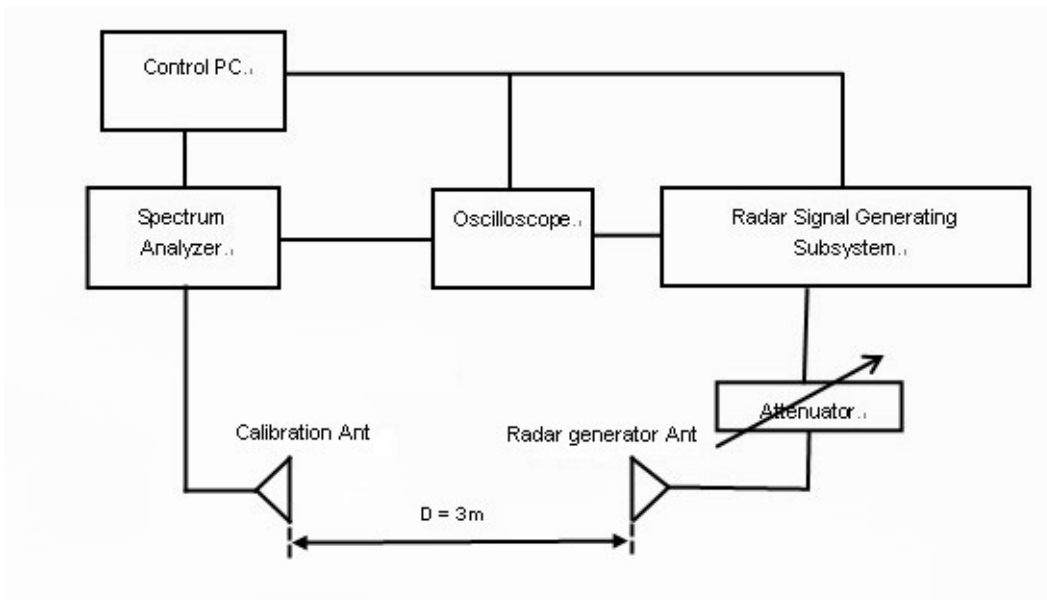 Control PC.
Spectrum
Analyzer.
Oscilloscope.
Radar Signal Generating
Subsystem.
Attenuator.
Calibration Ant
Radar generator Ant
D = 3m